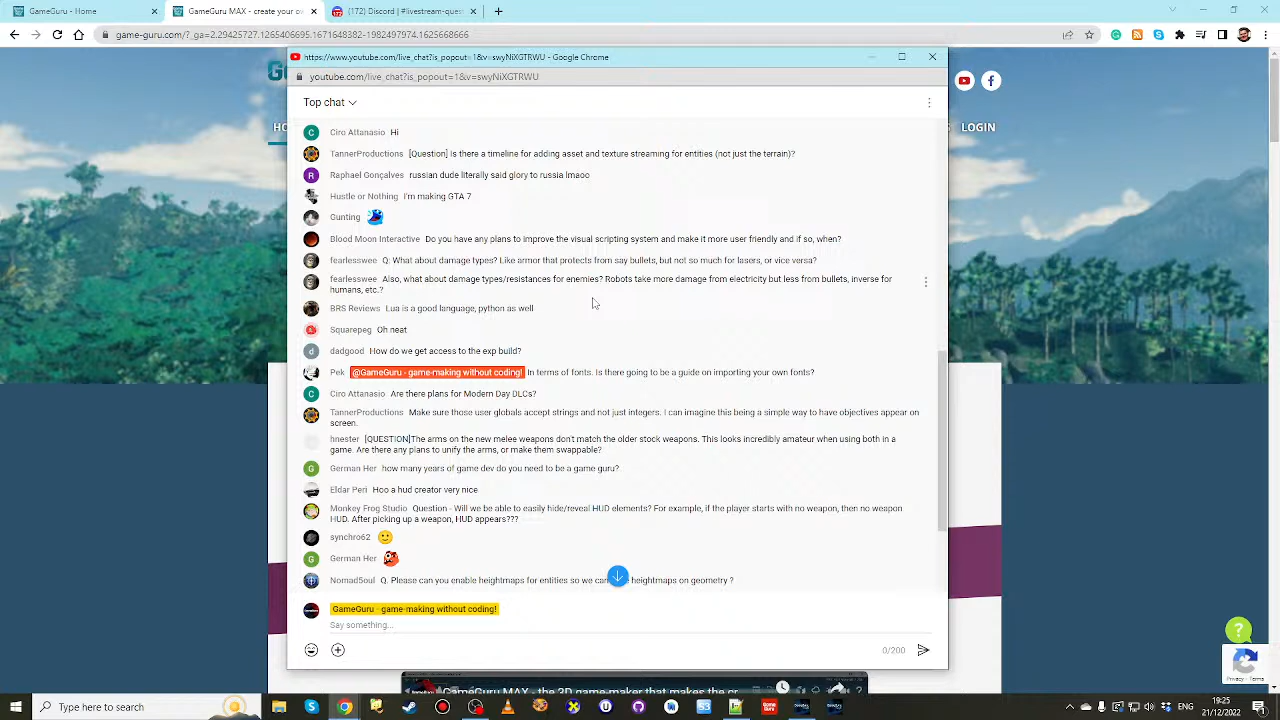 GameGuru - Home
GameGuru MAX - create your ow
(172) Discord | #livestream-quest
game-guru.com/?_ga=2.29425727.1265406695.1671648382-1982497974.1625668666
https://www.youtube.com/live_chat?is_popout=1&v=swyNiXGTRWU - Google Chrome
youtube.com/live_chat?is_popout=1&v=swyNiXGTRWU
Top chat
LOGIN
Ciro Attanasio Hi
TannerProductions [Question] Is there a timeline for adding asset and texture streaming for entities (not just the terrain)?
Raphael Gonçalves russian dude literally said glory to russia lmaoo
Hustle or Nothing I'm making GTA 7
Gunting
Blood Moon Interactive Do you have any plans to improve the visual scripting system and make it more user friendly and if so, when?
fearlesswee Q: What about damage types? Like armor that protects from say bullets, but not so much for lasers, or vice versa?
fearlesswee Also, what about damage types/resistances for enemies? Robots take more damage from electricity but less from bullets, inverse for
humans, etc.?
BRS Reviews Lua is a good language, python as well
Squarepeg Oh neat
dadgood How do we get access to the exp build?
Pek @GameGuru - game-making without coding! In terms of fonts. Is there going to be a guide on importing your own fonts?
Ciro Attanasio Are there plans for Modern Day DLCs?
TannerProductions Make sure those user globals accept strings and not just integers. I can imagine this being a simple way to have objectives appear on
screen.
hnester [QUESTION]The arms on the new melee weapons don't match the older stock weapons. This looks incredibly amateur when using both in a
game. Are there any plans to unify the arms, or make them swappable?
German Her how many years of game dev do you need to be a game guru?
Eldar Peri Hoo a hud creator very nice
Monkey Frog Studio Question - Will we be able to easily hide/reveal HUD elements? For example, if the player starts with no weapon, then no weapon
HUD. After picking up a weapon, HUD appears???
synchro62
German Her
Nomad5oul Q. Please can you enable heightmaps for entities so we can heightmaps on geometry ?
GameGuru - game-making without coding!
Say something...
0/200
Privacy - Terms
Type here to search
19:25
21/12/2022